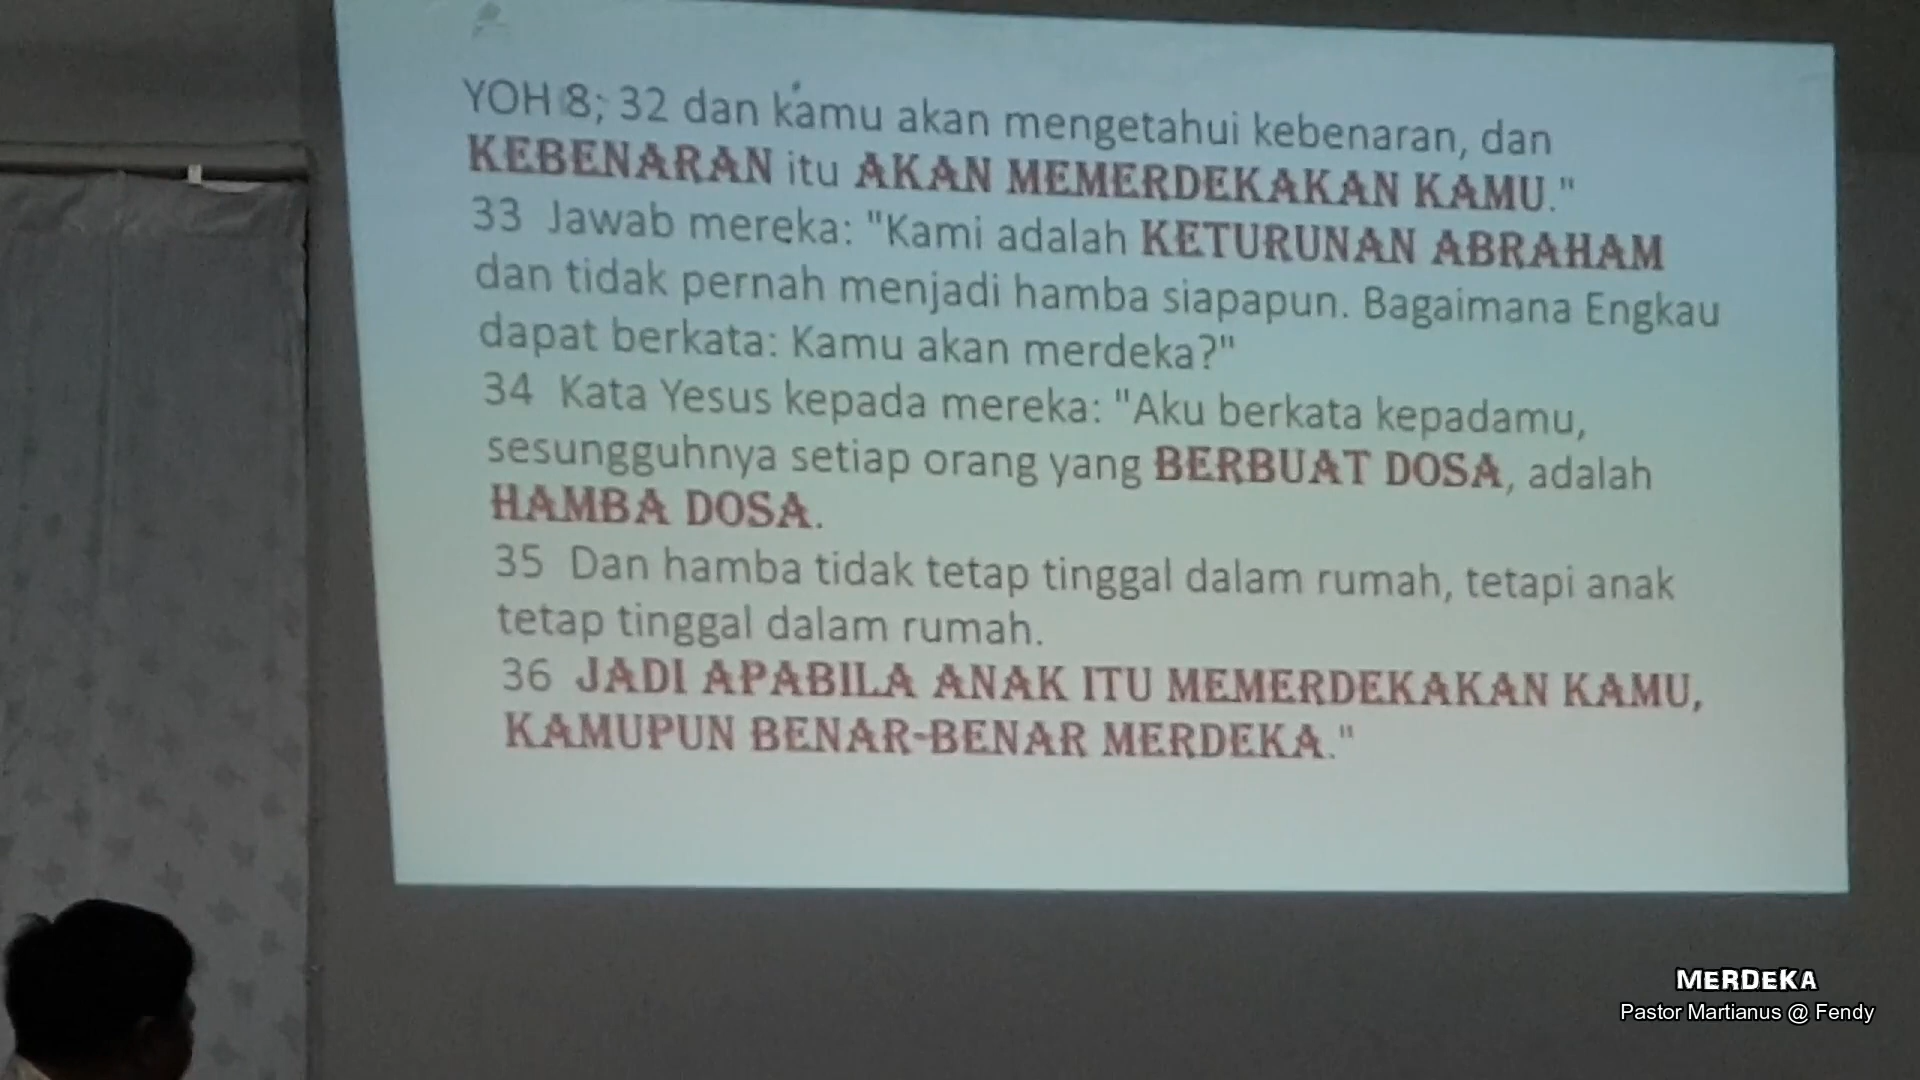 YOH 8; 32 dan kamu akan mengetahui kebenaran, dan
KEBENARAN itu AKAN MEMERDEKAKAN KAMU."
33 Jawab mereka: "Kami adalah KETURUNAN ABRAHAM
dan tidak pernah menjadi hamba siapapun. Bagaimana Engkau
dapat berkata: Kamu akan merdeka?"
34 Kata Yesus kepada mereka: "Aku berkata kepadamu,
sesungguhnya setiap orang yang BERBUAT DOSA, adalah
HAMBA DOSA.
35 Dan hamba tidak tetap tinggal dalam rumah, tetapi anak
tetap tinggal dalam rumah.
36 JADI APABILA ANAK ITU MEMERDEKAKAN KAMU,
KAMUPUN BENAR-BENAR MERDEKA."
MERDEKA
Pastor Martianus @ Fendy